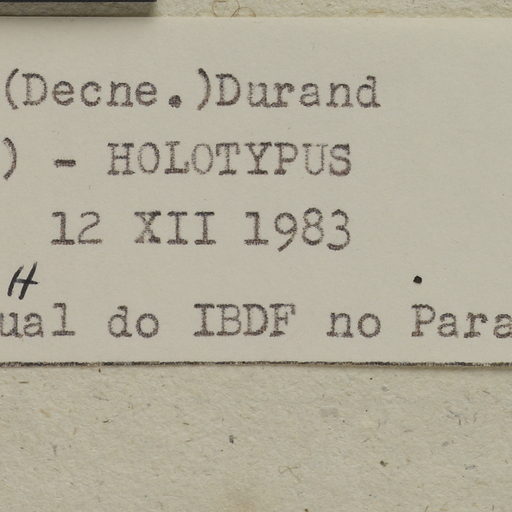 (Decne.)Durand
) - HOLOTYPUS
12 XII 1983
H
ual do IBDF no Para